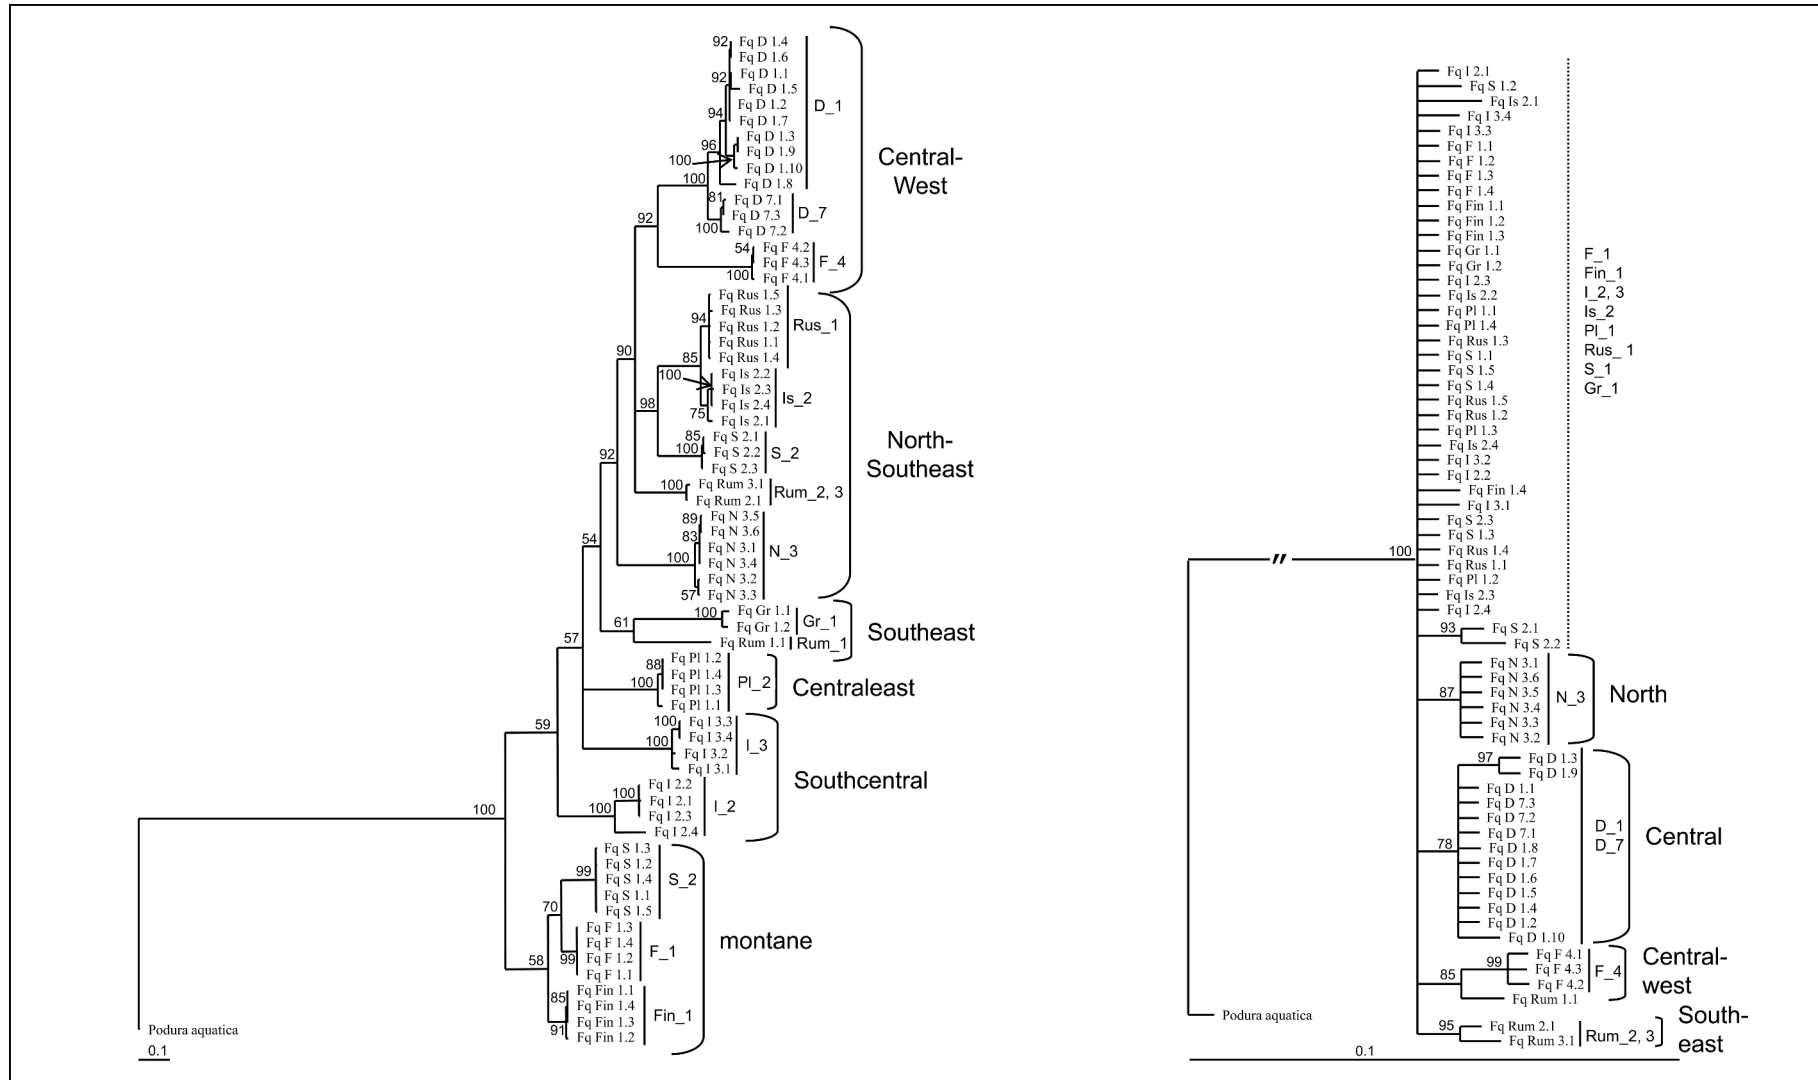 92
Fq D 1.4
Fq D 1.6
92
Fq D 1.1
Fq D 1.5
Fq D 1.2
D_1
94
Fq D 1.7
Fq D 1.3
96
Fq D 1.9
100
Fq D 1.10
100
Fq D 1.8
Central-
West
81
Fq D 7.1
Fq D 7.3
D_7
100
Fq D 7.2
92
54
Fq F 4.2
Fq F 4.3
F_4
100
Fq F 4.1
Fq Rus 1.5
Fq Rus 1.3
94
Fq Rus 1.2
Rus_1
Fq Rus 1.1
Fq Rus 1.4
90
85
100
Fq Is 2.2
Fq Is 2.3
Is_2
98
Fq Is 2.4
75
Fq Is 2.1
85
Fq S 2.1
100
Fq S 2.2
S_2
Fq S 2.3
North-
Southeast
92
100
Fq Rum 3.1
Rum_2, 3
Fq Rum 2.1
89
Fq N 3.5
Fq N 3.6
83
Fq N 3.1
N_3
100
Fq N 3.4
Fq N 3.2
57
Fq N 3.3
54
100
Fq Gr 1.1
Gr_1
Fq Gr 1.2
61
Fq Rum 1.1
Rum_1
Southeast
57
Fq Pl 1.2
88
Fq Pl 1.4
100
Fq Pl 1.3
Pl_2
Fq Pl 1.1
Centraleast
59
100
Fq I 3.3
Fq I 3.4
100
Fq I 3.2
I_3
Fq I 3.1
Southcentral
Fq I 2.2
100
Fq I 2.1
I_2
100
Fq I 2.3
Fq I 2.4
100
Fq S 1.3
Fq S 1.2
99
Fq S 1.4
S_2
Fq S 1.1
Fq S 1.5
70
Fq F 1.3
Fq F 1.4
F_1
99
Fq F 1.2
Fq F 1.1
58
montane
Fq Fin 1.1
85
Fq Fin 1.4
Fin_1
Fq Fin 1.3
91
Fq Fin 1.2
Podura aquatica
0.1
Fq I 2.1
Fq S 1.2
Fq Is 2.1
Fq I 3.4
Fq I 3.3
Fq F 1.1
Fq F 1.2
Fq F 1.3
Fq F 1.4
Fq Fin 1.1
Fq Fin 1.2
Fq Fin 1.3
Fq Gr 1.1
Fq Gr 1.2
Fq I 2.3
Fq Is 2.2
Fq Pl 1.1
Fq Pl 1.4
Fq Rus 1.3
Fq S 1.1
Fq S 1.5
Fq S 1.4
Fq Rus 1.5
Fq Rus 1.2
Fq Pl 1.3
Fq Is 2.4
Fq I 3.2
Fq I 2.2
Fq Fin 1.4
Fq I 3.1
Fq S 2.3
Fq S 1.3
Fq Rus 1.4
Fq Rus 1.1
Fq Pl 1.2
Fq Is 2.3
Fq I 2.4
F_1
Fin_1
I_2, 3
Is_2
Pl_1
Rus_ 1
S_1
Gr_1
100
93
Fq S 2.1
Fq S 2.2
Fq N 3.1
Fq N 3.6
87
Fq N 3.5
N_3
Fq N 3.4
Fq N 3.3
Fq N 3.2
North
97
Fq D 1.3
Fq D 1.9
Fq D 1.1
Fq D 7.3
Fq D 7.2
Fq D 7.1
78
Fq D 1.8
Fq D 1.7
Fq D 1.6
Fq D 1.5
Fq D 1.4
Fq D 1.2
Fq D 1.10
D_1
D_7
Central
99
Fq F 4.1
85
Fq F 4.3
F_4
Fq F 4.2
Fq Rum 1.1
Central-
west
95
Fq Rum 2.1
Fq Rum 3.1
Rum_2, 3
South-
east
Podura aquatica
0.1